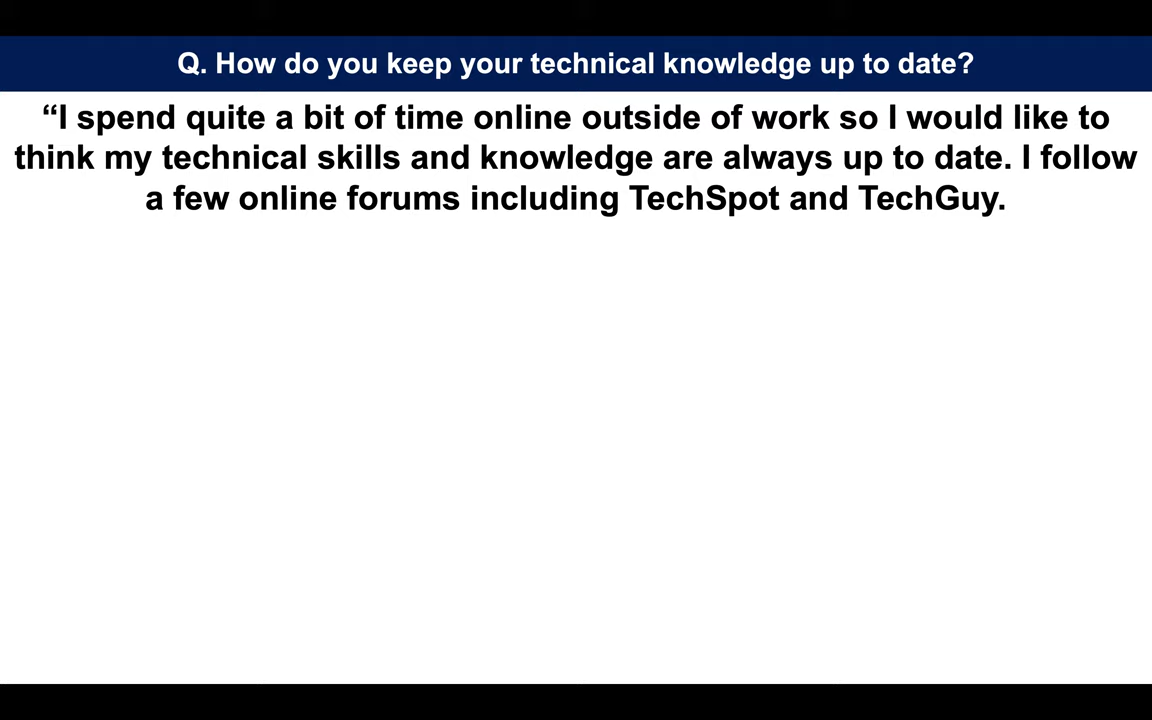 Q. How do you keep your technical knowledge up to date?
“I spend quite a bit of time online outside of work so I would like to
think my technical skills and knowledge are always up to date. I follow
a few online forums including TechSpot and TechGuy.